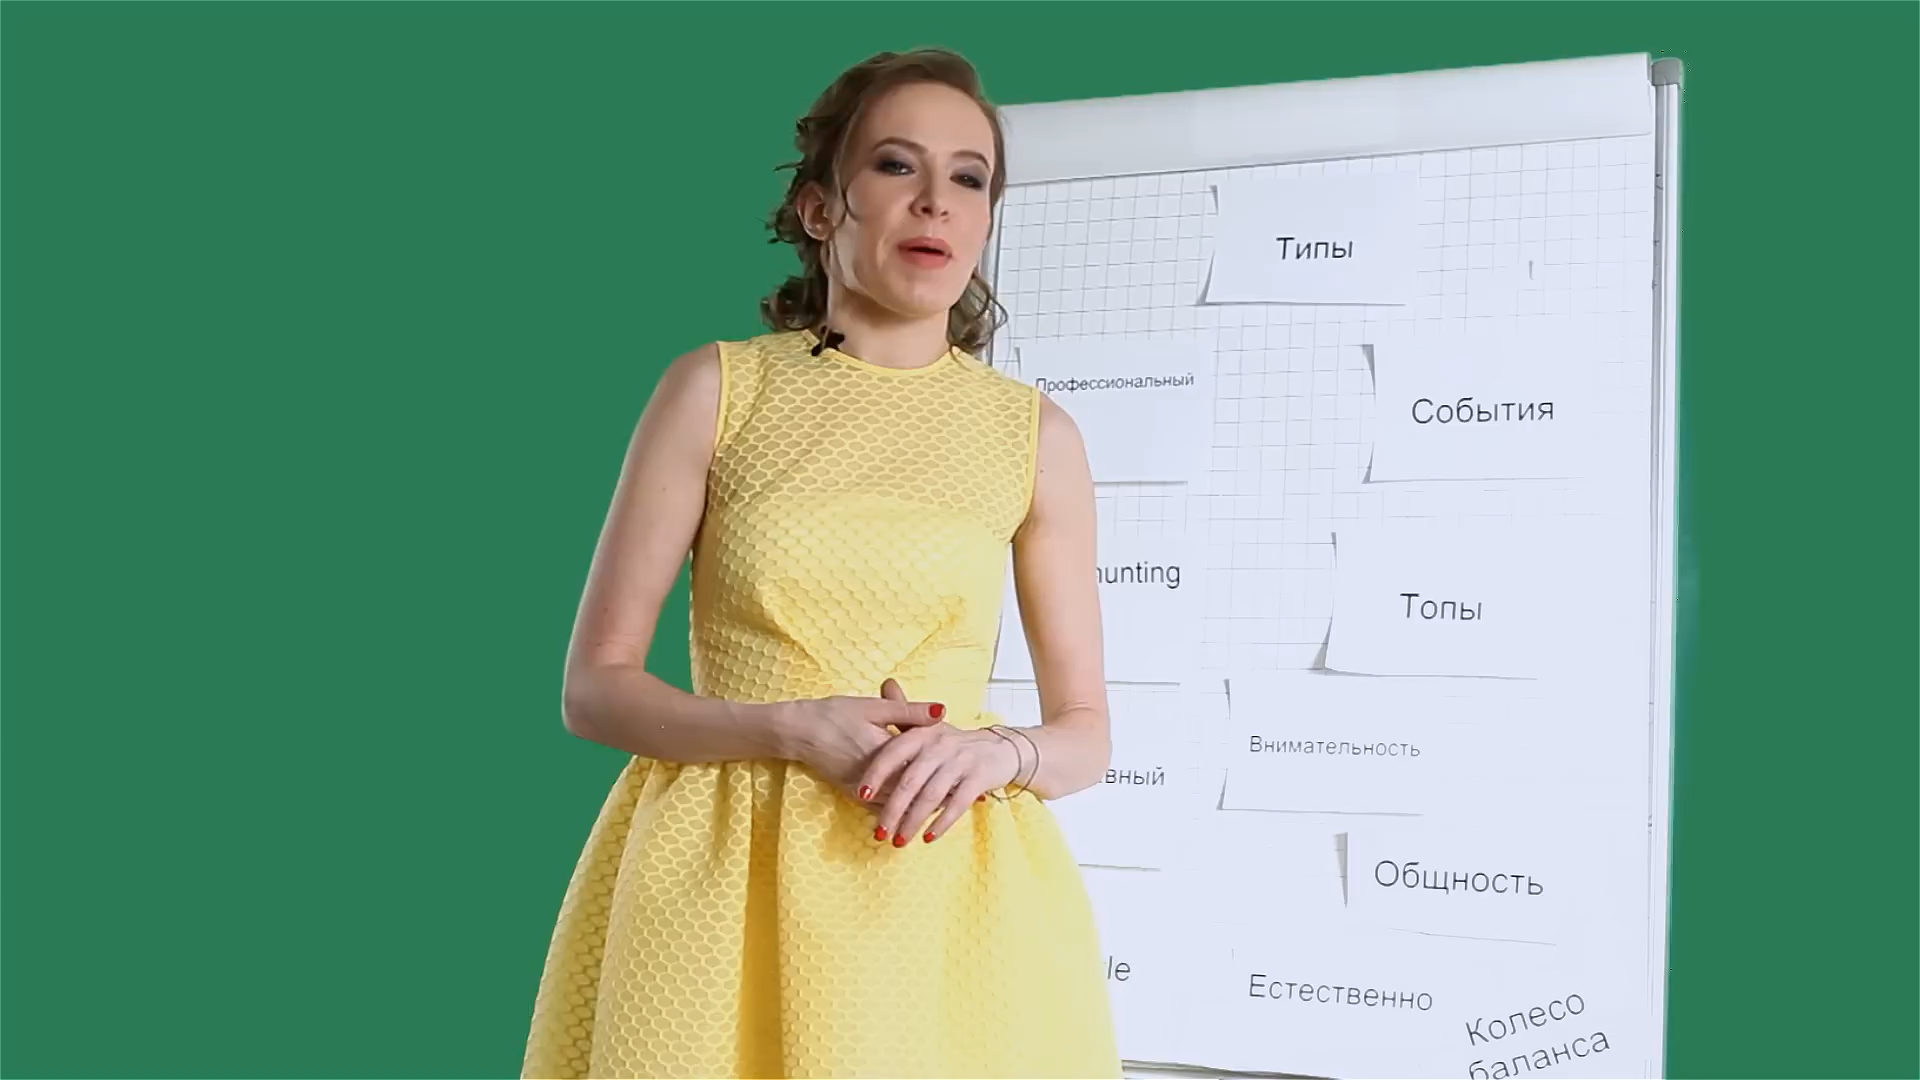 Типы
Профессиональный
События
hunting
Топы
Внимательность
вный
Общность
le
Естественно
Колесо
баланса